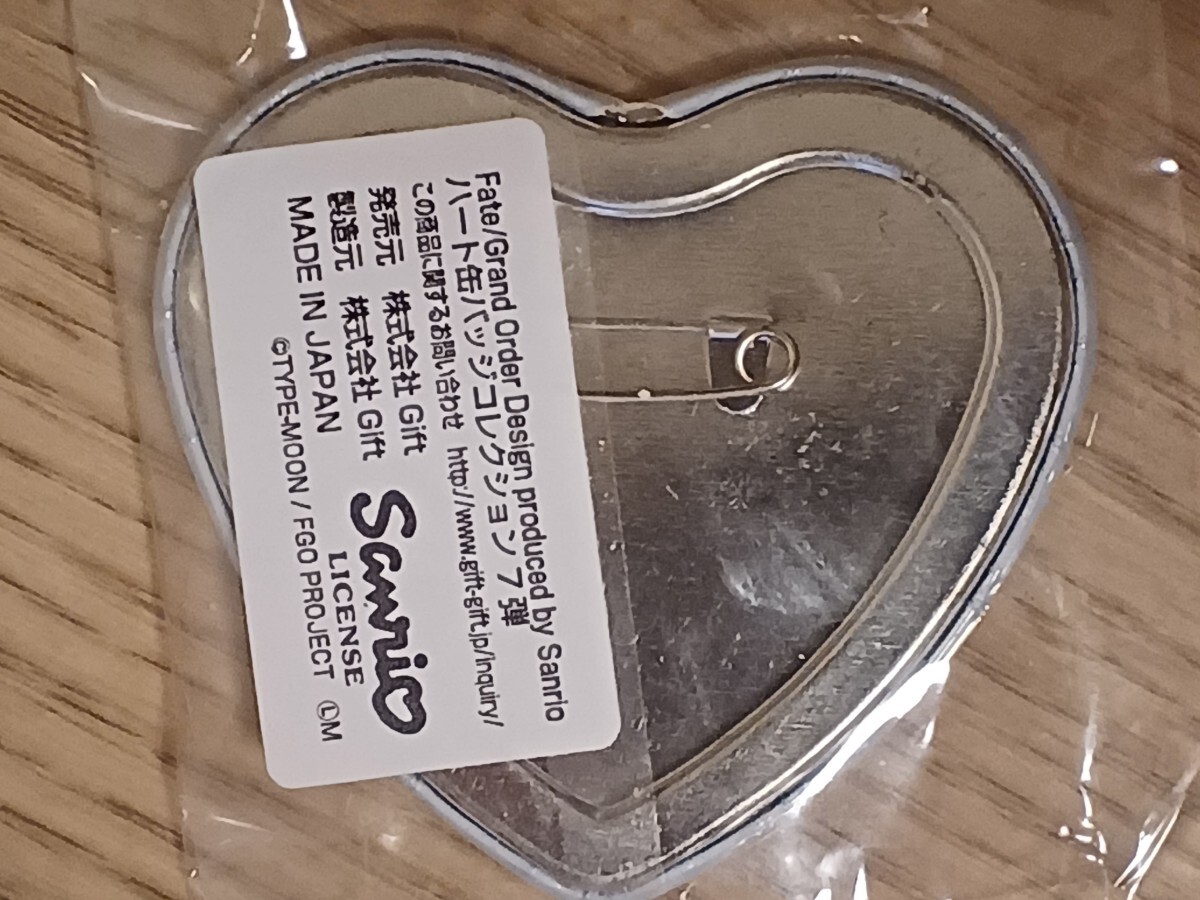 Fate/Grand Order Design produced by Sanrio
ハート缶バッジコレクション7弾
この商品に関するお問い合わせ http://www.gift-gift.jp/inquiry/
発売元 株式会社 Gift
製造元 株式会社 Gift
MADE IN JAPAN
Sanrio
LICENSE
©TYPE-MOON / FGO PROJECT ⓁM